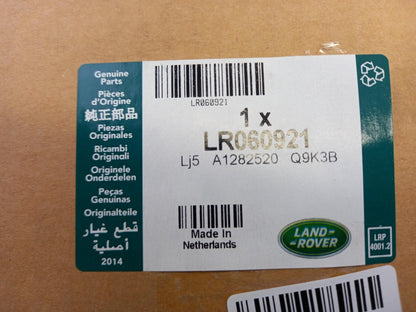 Genuine
Parts
Pièces
d'Origine
純正部品
Piezas
Originales
Ricambi
Originali
Originele
Onderdelen
Peças
Genuinas
Originalteile
قطع غيار
أصلية
2014
LR060921
1 x
LR060921
Lj5 A1282520 Q9K3B
Made In
Netherlands
LAND-
-ROVER
LRP
4001.2